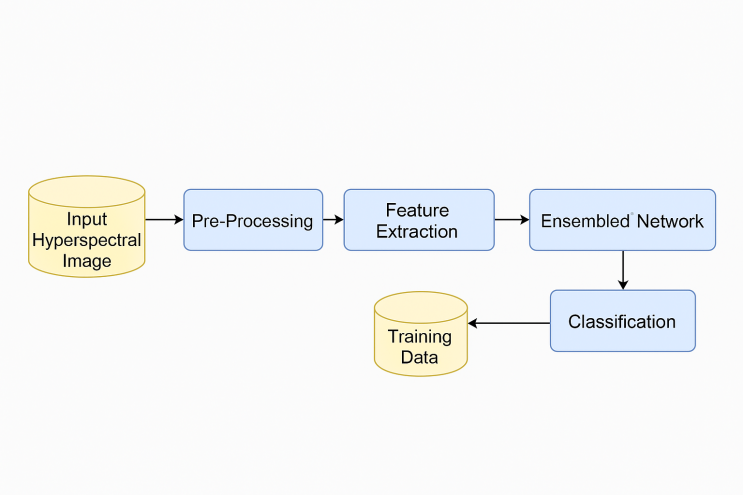 Input
Hyperspectral
Image
Pre-Processing
Feature
Extraction
Ensembled Network
Classification
Training
Data